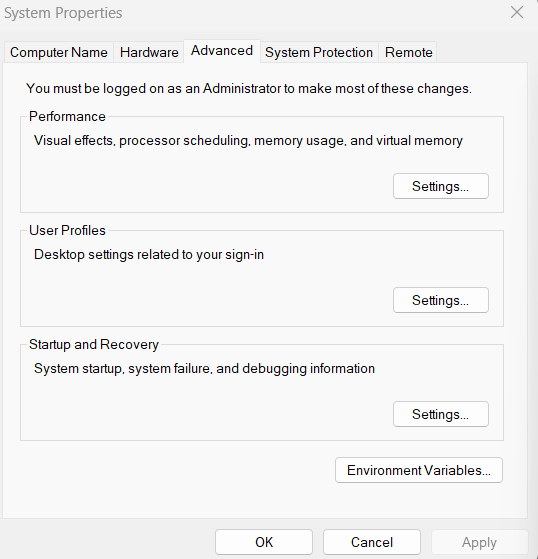 System Properties
Computer Name Hardware Advanced System Protection Remote
You must be logged on as an Administrator to make most of these changes.
Performance
Visual effects, processor scheduling, memory usage, and virtual memory
Settings...
User Profiles
Desktop settings related to your sign-in
Settings...
Startup and Recovery
System startup, system failure, and debugging information
Settings...
Environment Variables...
OK Cancel Apply